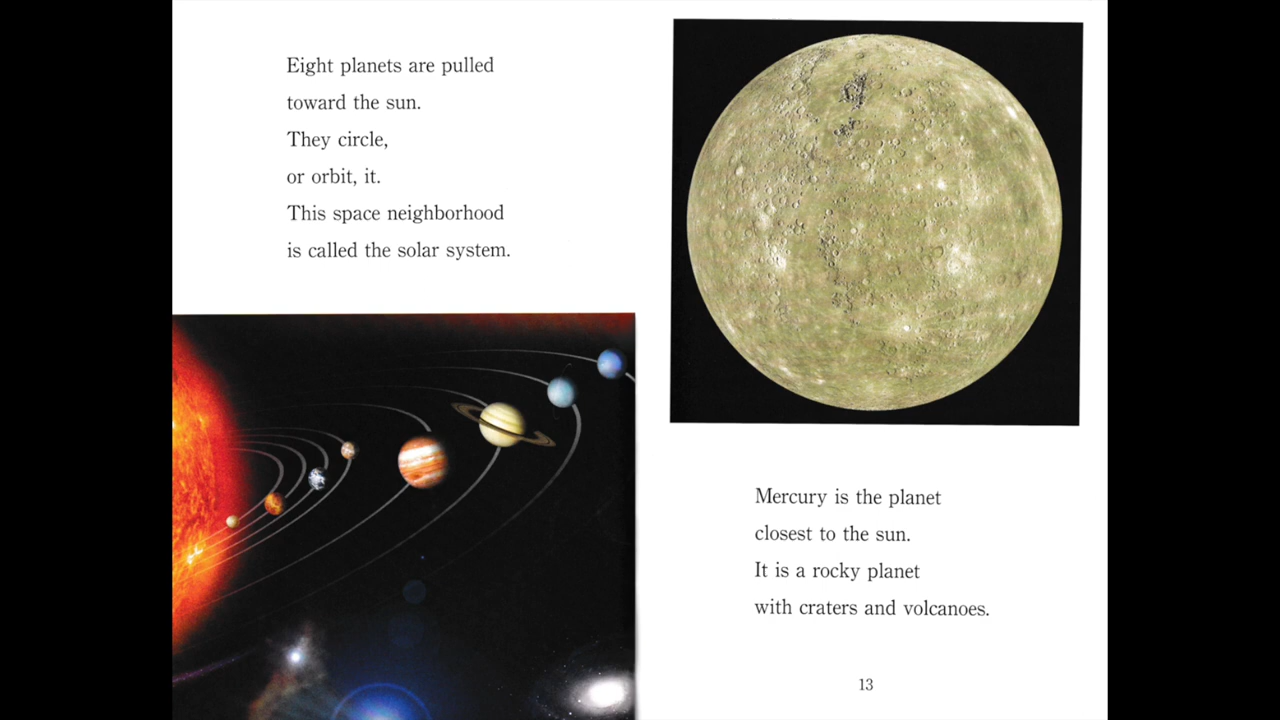 Eight planets are pulled
toward the sun.
They circle,
or orbit, it.
This space neighborhood
is called the solar system.
Mercury is the planet
closest to the sun.
It is a rocky planet
with craters and volcanoes.
13